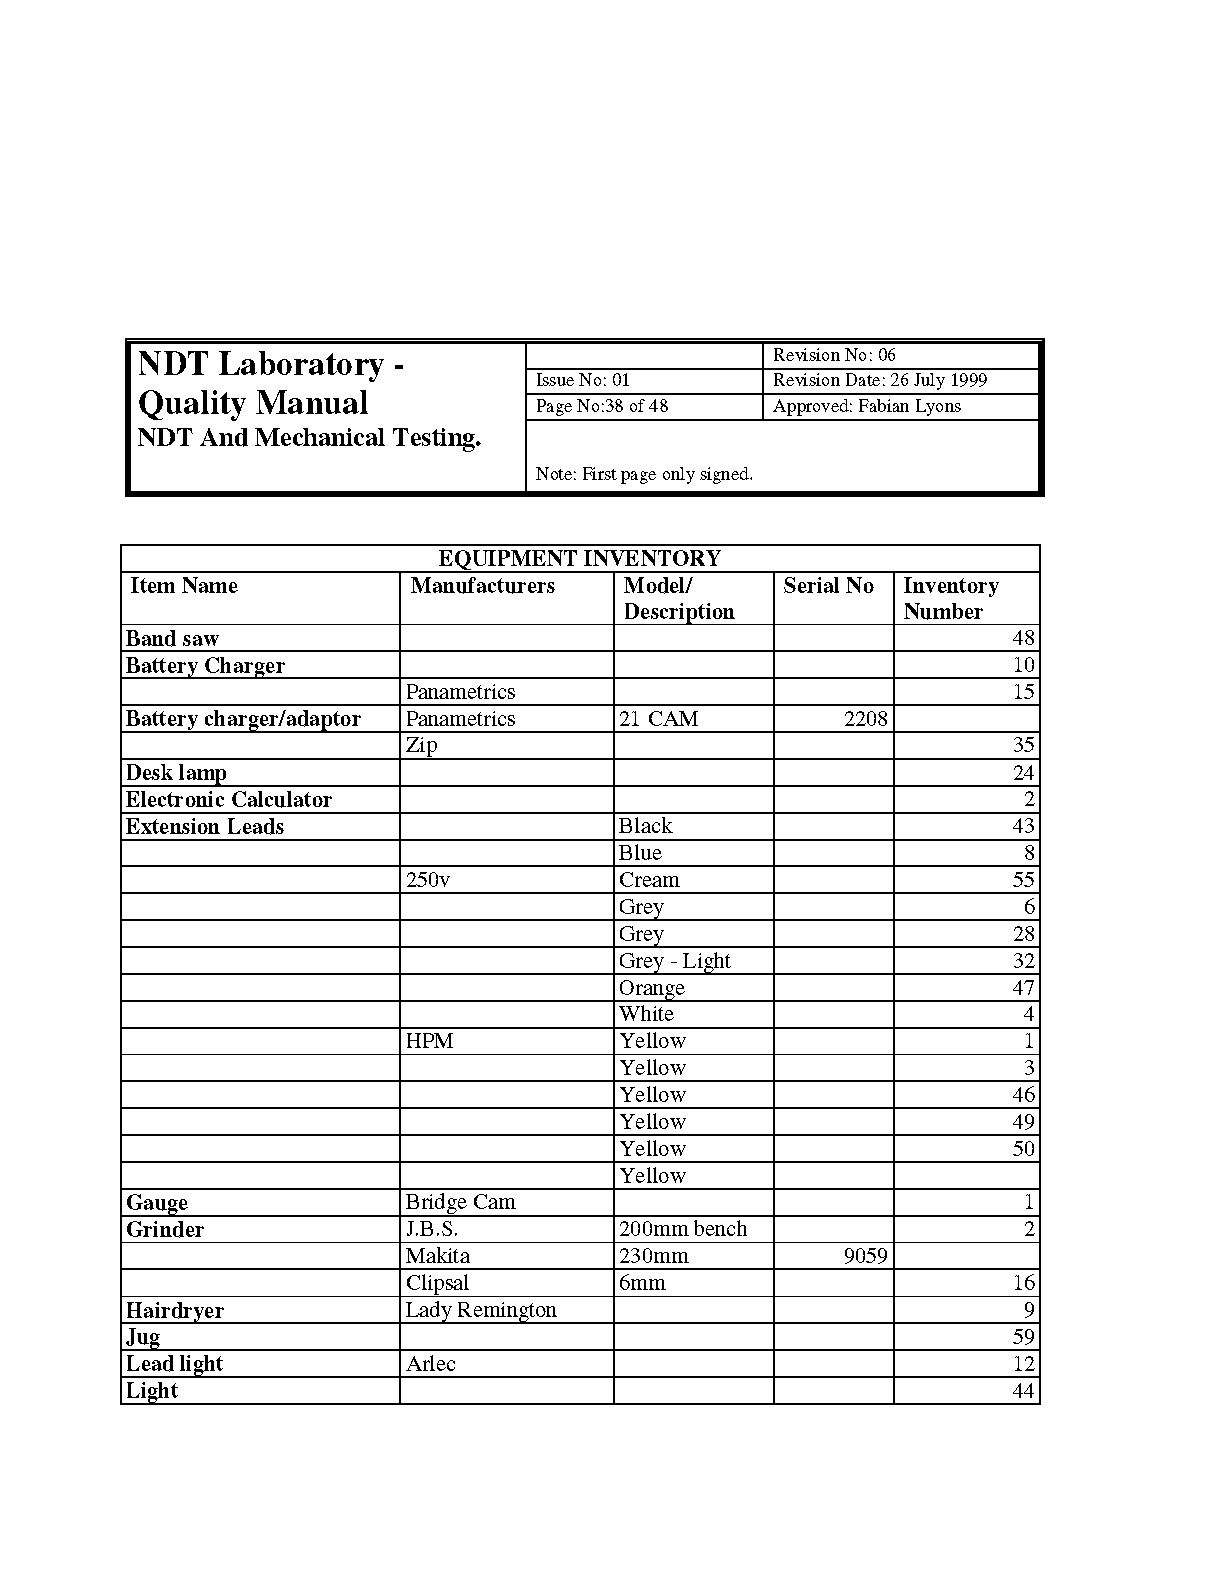 NDT Laboratory -
Quality Manual
NDT And Mechanical Testing.
Revision No: 06
Issue No: 01 Revision Date: 26 July 1999
Page No:38 of 48 Approved: Fabian Lyons
Note: First page only signed.
EQUIPMENT INVENTORY
Item Name Manufacturers Model/ Serial No Inventory
Description Number
Band saw 48
Battery Charger 10
Panametrics 15
Battery charger/adaptor Panametrics 21 CAM 2208
Zip 35
Desk lamp 24
Electronic Calculator 2
Extension Leads Black 43
Blue 8
250v Cream 55
Grey 6
Grey 28
Grey - Light 32
Orange 47
White 4
HPM Yellow 1
Yellow 3
Yellow 46
Yellow 49
Yellow 50
Yellow
Gauge Bridge Cam 1
Grinder J.B.S. 200mm bench 2
Makita 230mm 9059
Clipsal 6mm 16
Hairdryer Lady Remington 9
Jug 59
Lead light Arlec 12
Light 44